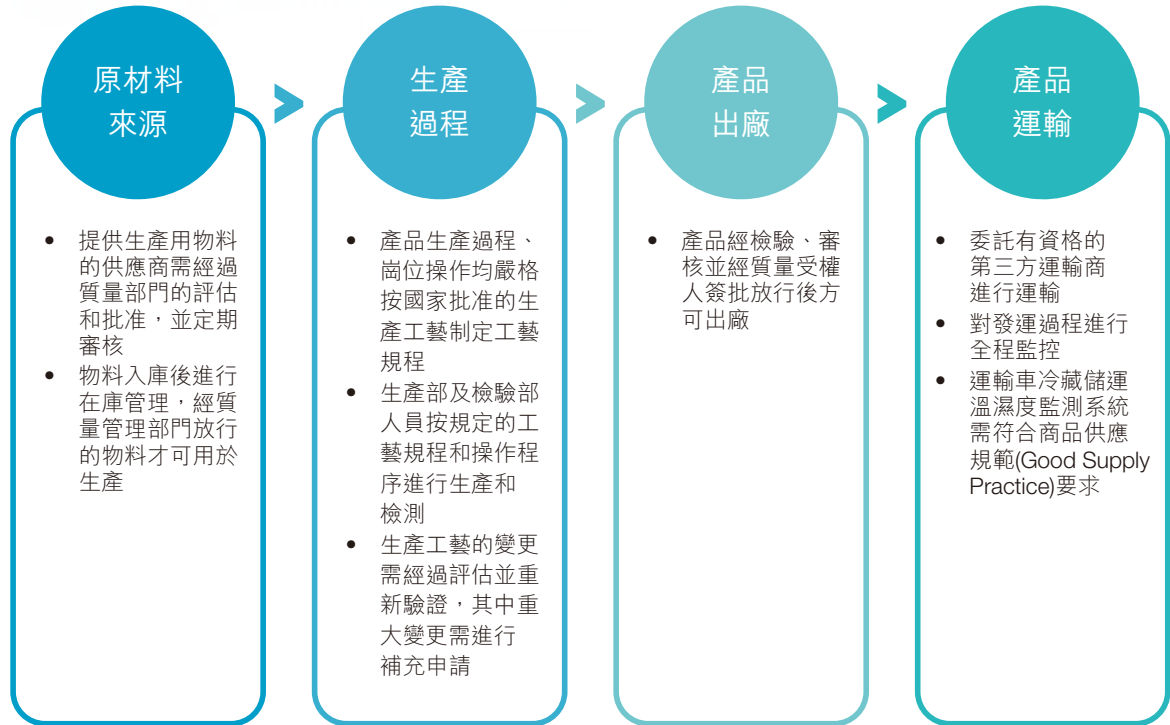 原材料
來源
• 提供生產用物料
的供應商需經過
質量部門的評估
和批准，並定期
審核
• 物料入庫後進行
在庫管理，經質
量管理部門放行
的物料才可用於
生產
生產
過程
• 產品生產過程、
崗位操作均嚴格
按國家批准的生
產工藝制定工藝
規程
• 生產部及檢驗部
人員按規定的工
藝規程和操作程
序進行生產和
檢測
• 生產工藝的變更
需經過評估並重
新驗證，其中重
大變更需進行
補充申請
產品
出廠
• 產品經檢驗、審
核並經質量受權
人簽批放行後方
可出廠
產品
運輸
• 委託有資格的
第三方運輸商
進行運輸
• 對發運過程進行
全程監控
• 運輸車冷藏儲運
溫濕度監測系統
需符合商品供應
規範(Good Supply
Practice)要求